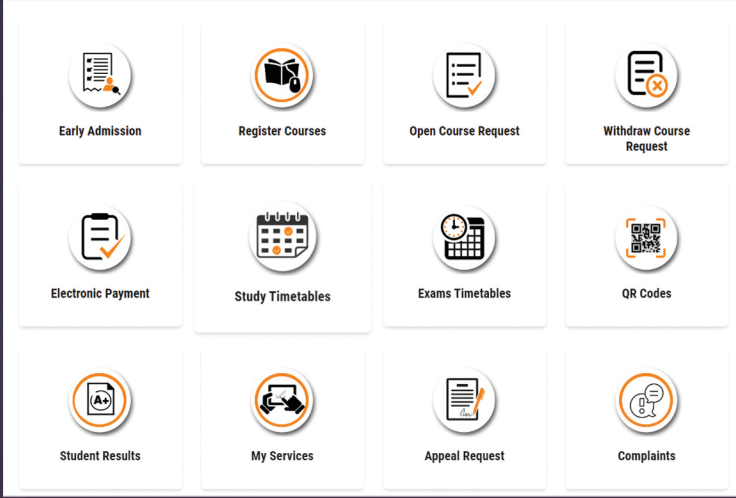 Early Admission
Register Courses
Open Course Request
Withdraw Course
Request
Electronic Payment
Study Timetables
Exams Timetables
QR Codes
A+
Student Results
My Services
Appeal Request
Complaints